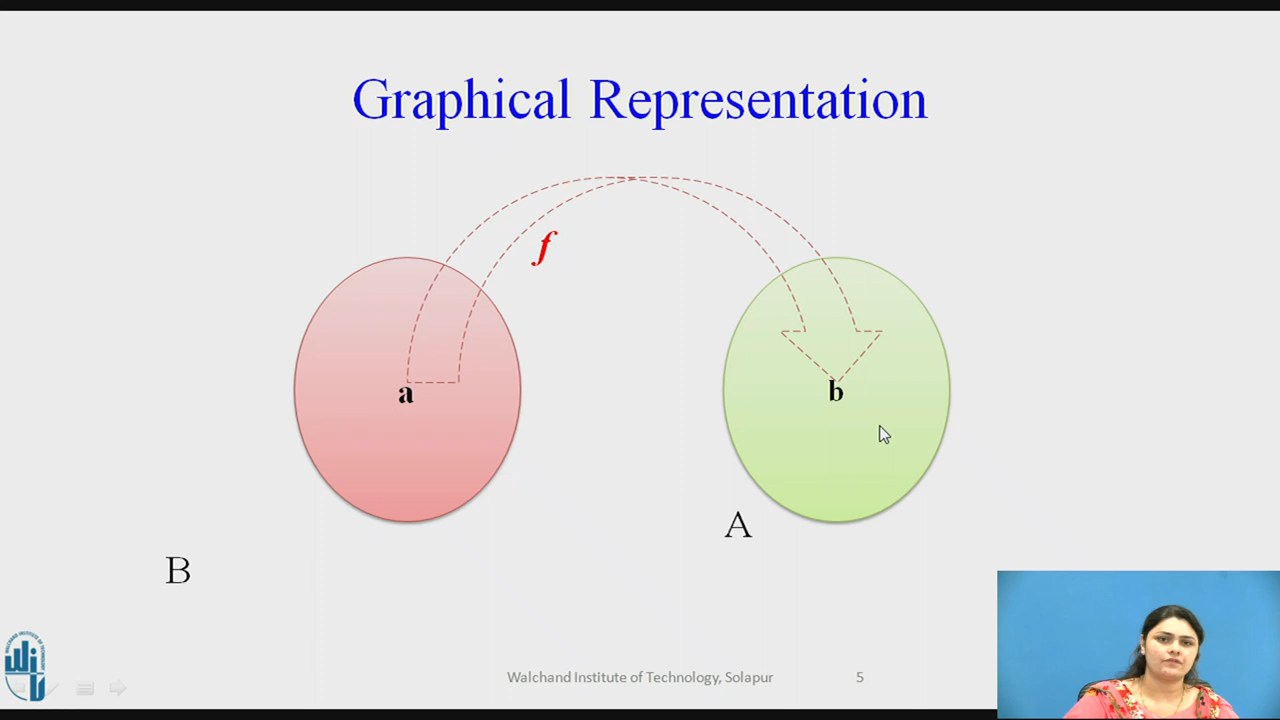 Graphical Representation
f
a
b
A
B
Walchand Institute of Technology, Solapur
5